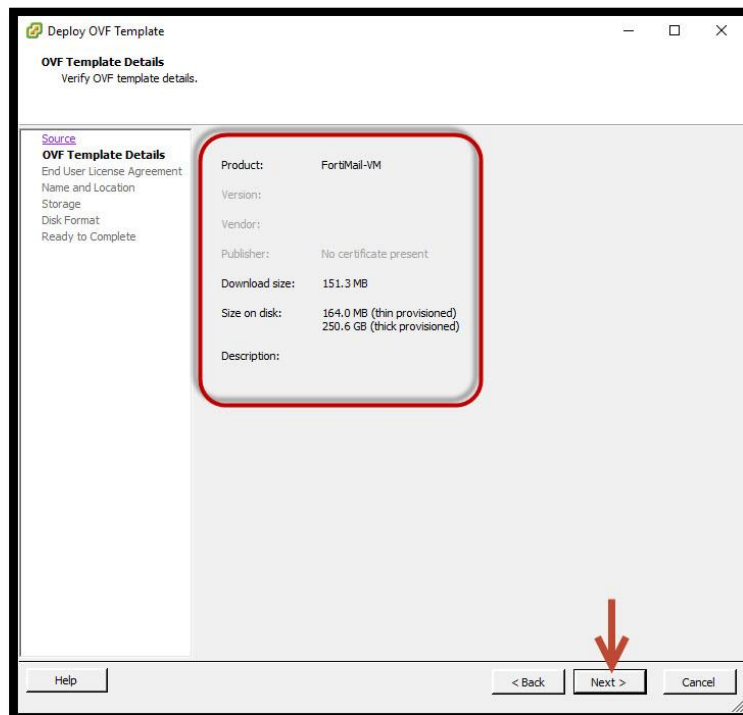 Deploy OVF Template
OVF Template Details
Verify OVF template details.
Source
OVF Template Details
End User License Agreement
Name and Location
Storage
Disk Format
Ready to Complete
Product: FortiMail-VM
Version:
Vendor:
Publisher: No certificate present
Download size: 151.3 MB
Size on disk: 164.0 MB (thin provisioned)
250.6 GB (thick provisioned)
Description:
Help
< Back
Next >
Cancel